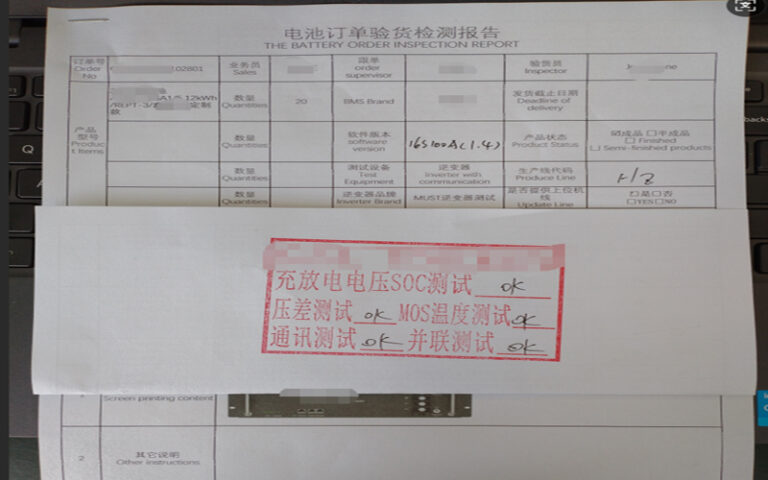 电池订单验货检测报告
THE BATTERY ORDER INSPECTION REPORT
订单号
Order
No
102801
业务员
Sales
跟单
order
supervisor
验货员
Inspector
产品
型号
Produc
t Items
12kWh
定制
款
数量
Quantities
20
BMS Brand
发货截止日期
Deadline of
delivery
数量
Quantities
软件版本
software
version
16S100A(1.4)
产品状态
Product Status
成品 □半成品
□ Finished
□ Semi-finished products
数量
Quantities
测试设备
Test
Equipment
逆变器
Inverter with
communication
生产线代码
Produce Line
数量
Quantities
逆变器品牌
Inverter Brand
MUST逆变器测试
是否提供上位机
线
Update Line
是□否
□YES□NO
充放电电压SOC测试 OK
压差测试 OK MOS温度测试 OK
通讯测试 OK 并联测试 OK
Screen printing content
2
其它说明
Other instructions